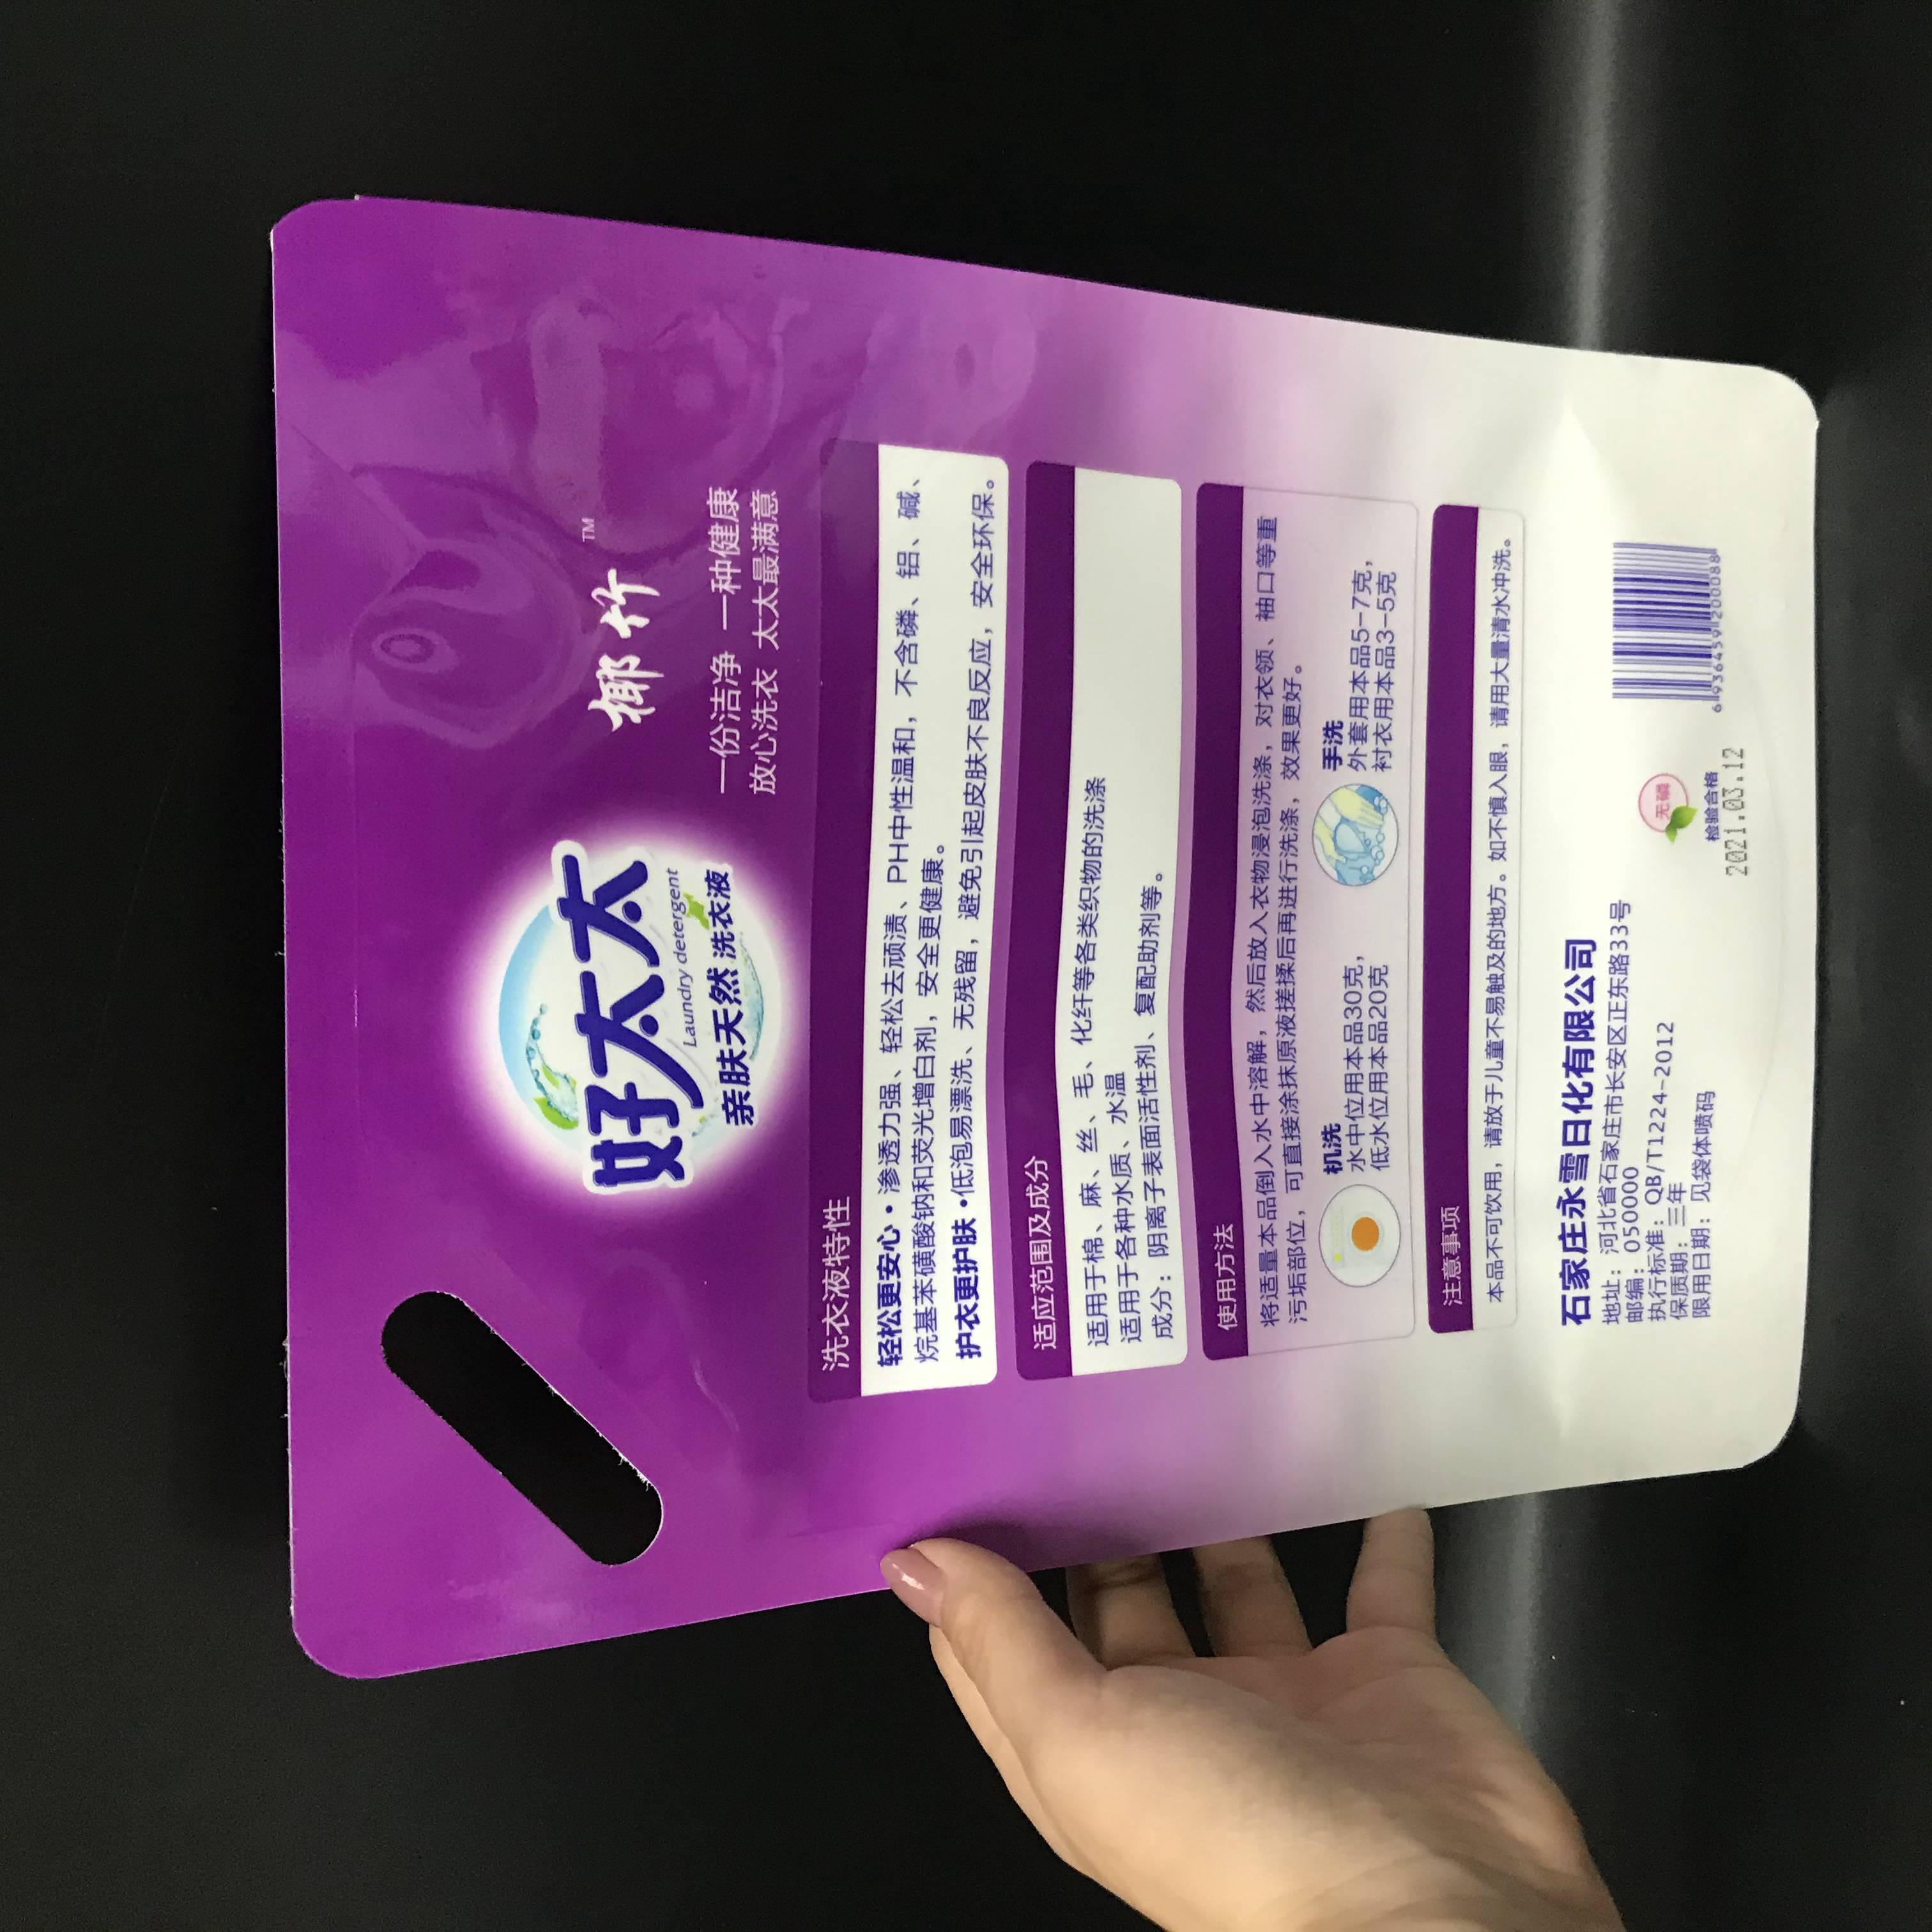 好太太
Laundry detergent
亲肤天然 洗衣液
椰竹 TM
一份洁净 一种健康
放心洗衣 太太最满意
洗衣液特性
轻松更安心•渗透力强、轻松去顽渍、PH中性温和，不含磷、铝、碱、
烷基苯磺酸钠和荧光增白剂，安全更健康。
护衣更护肤•低泡易漂洗、无残留，避免引起皮肤不良反应，安全环保。
适应范围及成分
适用于棉、麻、丝、毛、化纤等各类织物的洗涤
适用于各种水质、水温
成分：阴离子表面活性剂、复配助剂等。
使用方法
将适量本品倒入水中溶解，然后放入衣物浸泡洗涤，对衣领、袖口等重
污垢部位，可直接涂抹原液搓揉后再进行洗涤，效果更好。
机洗
水中位用本品30克，
低水位用本品20克
手洗
外套用本品5-7克，
衬衣用本品3-5克
注意事项
本品不可饮用，请放于儿童不易触及的地方。如不慎入眼，请用大量清水冲洗。
石家庄永雪日化有限公司
地址：河北省石家庄市长安区正东路33号
邮编：050000
执行标准：QB/T1224-2012
保质期：三年
限用日期：见袋体喷码
无磷
检验合格
2021.03.12
6936459200088